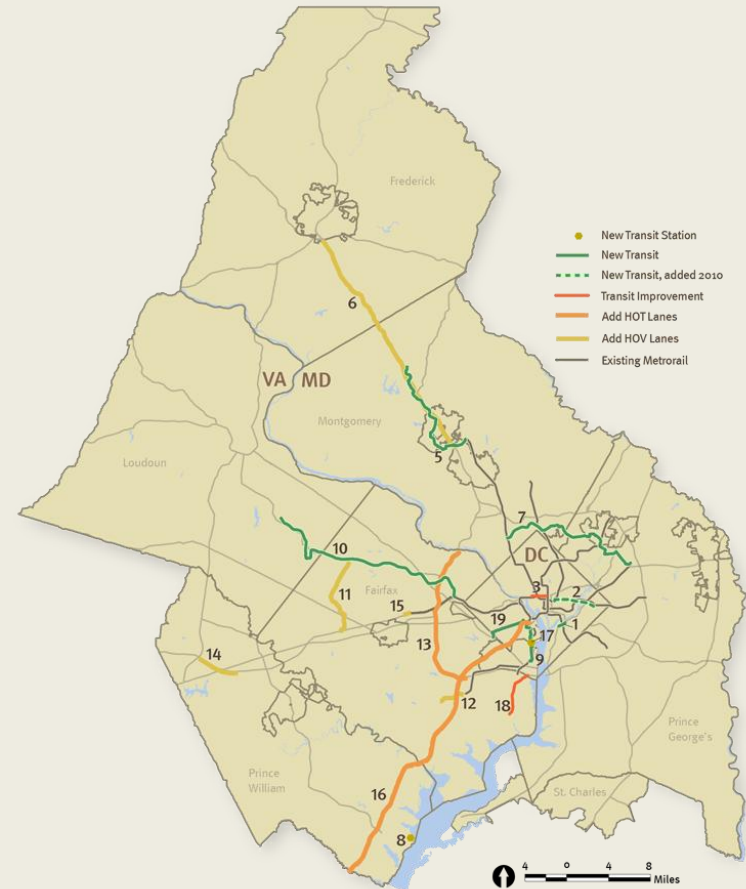 Frederick
New Transit Station
New Transit
New Transit, added 2010
Transit Improvement
Add HOT Lanes
Add HOV Lanes
Existing Metrorail
6
VA MD
Montgomery
Loudoun
5
7
10
DC
11
Fairfax
3
2
15
19
1
13
17
9
14
12
18
Prince
George's
Prince
William
16
St. Charles
8
4 0 4 8
Miles